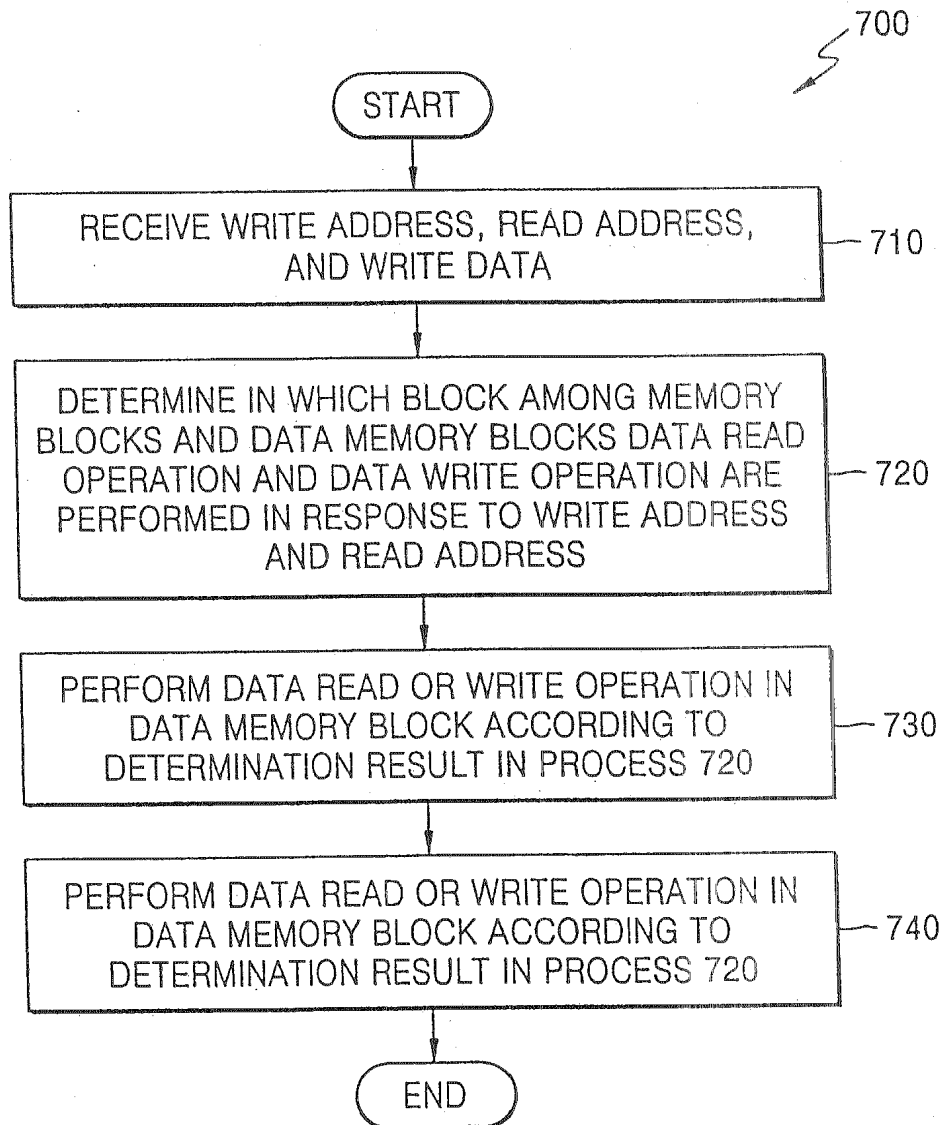 700
START
RECEIVE WRITE ADDRESS, READ ADDRESS,
AND WRITE DATA
710
DETERMINE IN WHICH BLOCK AMONG MEMORY
BLOCKS AND DATA MEMORY BLOCKS DATA READ
OPERATION AND DATA WRITE OPERATION ARE
PERFORMED IN RESPONSE TO WRITE ADDRESS
AND READ ADDRESS
720
PERFORM DATA READ OR WRITE OPERATION IN
DATA MEMORY BLOCK ACCORDING TO
DETERMINATION RESULT IN PROCESS 720
730
PERFORM DATA READ OR WRITE OPERATION IN
DATA MEMORY BLOCK ACCORDING TO
DETERMINATION RESULT IN PROCESS 720
740
END